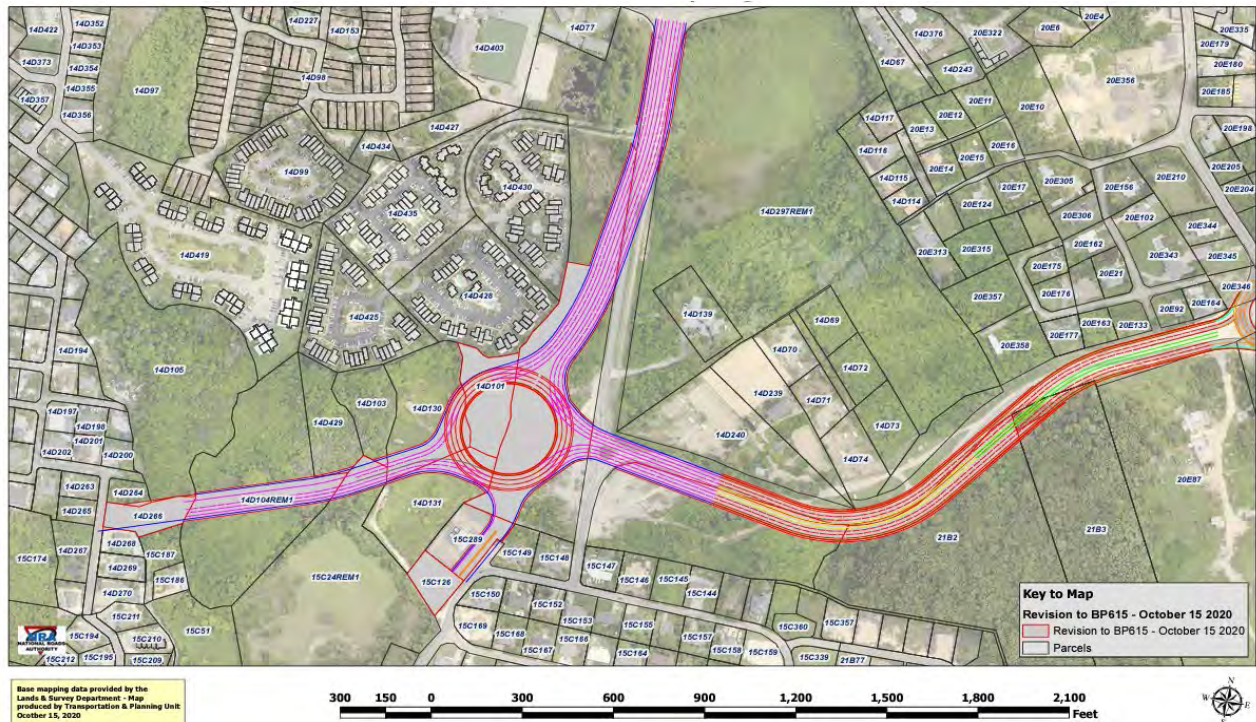 14D422
14D352
14D353
14D373
14D354
14D355
14D357
14D356
14D97
14D227
14D153
14D98
14D403
14D77
14D427
14D434
14D99
14D435
14D430
14D419
14D428
14D425
14D194
14D105
14D101
14D103
14D130
14D429
14D197
14D198
14D201
14D202
14D200
14D263
14D264
14D265
14D266
14D104REM1
14D131
14D267
14D268
14D269
14D270
15C174
15C187
15C186
15C24REM1
15C289
15C126
15C211
15C210
15C194
15C195
15C209
15C212
15C51
15C149
15C148
15C147
15C146
15C145
15C144
15C150
15C152
15C153
15C155
15C169
15C168
15C166
15C167
15C164
15C157
15C158
15C159
15C360
15C357
15C339
21B77
14D376
14D67
14D243
20E322
20E6
20E4
20E335
20E179
20E180
20E185
20E356
20E198
20E205
20E204
14D117
14D116
14D115
14D114
20E11
20E12
20E13
20E10
20E16
20E15
20E14
20E17
20E124
20E305
20E306
20E156
20E210
20E102
20E344
20E345
20E162
20E343
20E313
20E315
20E175
20E176
20E21
20E357
20E358
20E177
20E163
20E133
20E92
20E164
20E346
14D297REM1
14D139
14D69
14D70
14D72
14D239
14D71
14D240
14D73
14D74
20E87
21B2
21B3
Key to Map
Revision to BP615 - October 15 2020
Revision to BP615 - October 15 2020
Parcels
NRA
NATIONAL ROADS
AUTHORITY
Base mapping data provided by the
Lands & Survey Department - Map
produced by Transportation & Planning Unit
Ocotber 15, 2020
300 150 0 300 600 900 1,200 1,500 1,800 2,100
Feet
N
W E
S